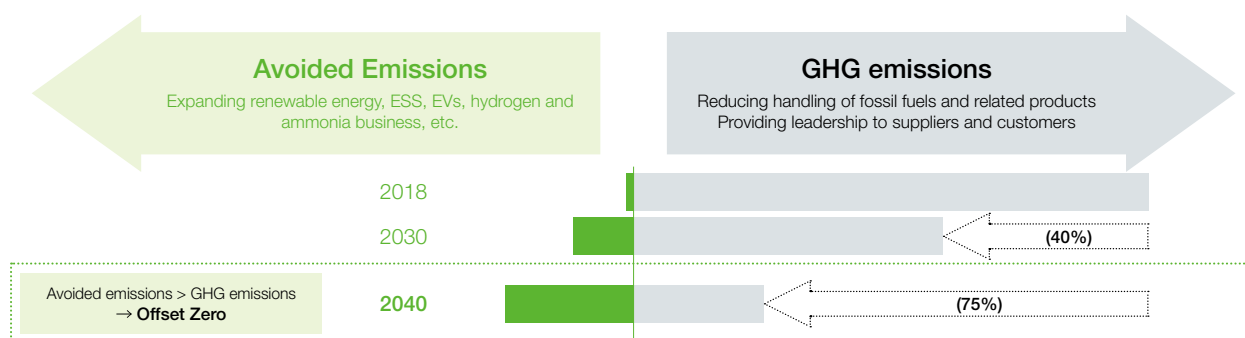 Avoided Emissions
Expanding renewable energy, ESS, EVs, hydrogen and
ammonia business, etc.
GHG emissions
Reducing handling of fossil fuels and related products
Providing leadership to suppliers and customers
2018
2030
(40%)
Avoided emissions > GHG emissions
→ Offset Zero
2040
(75%)